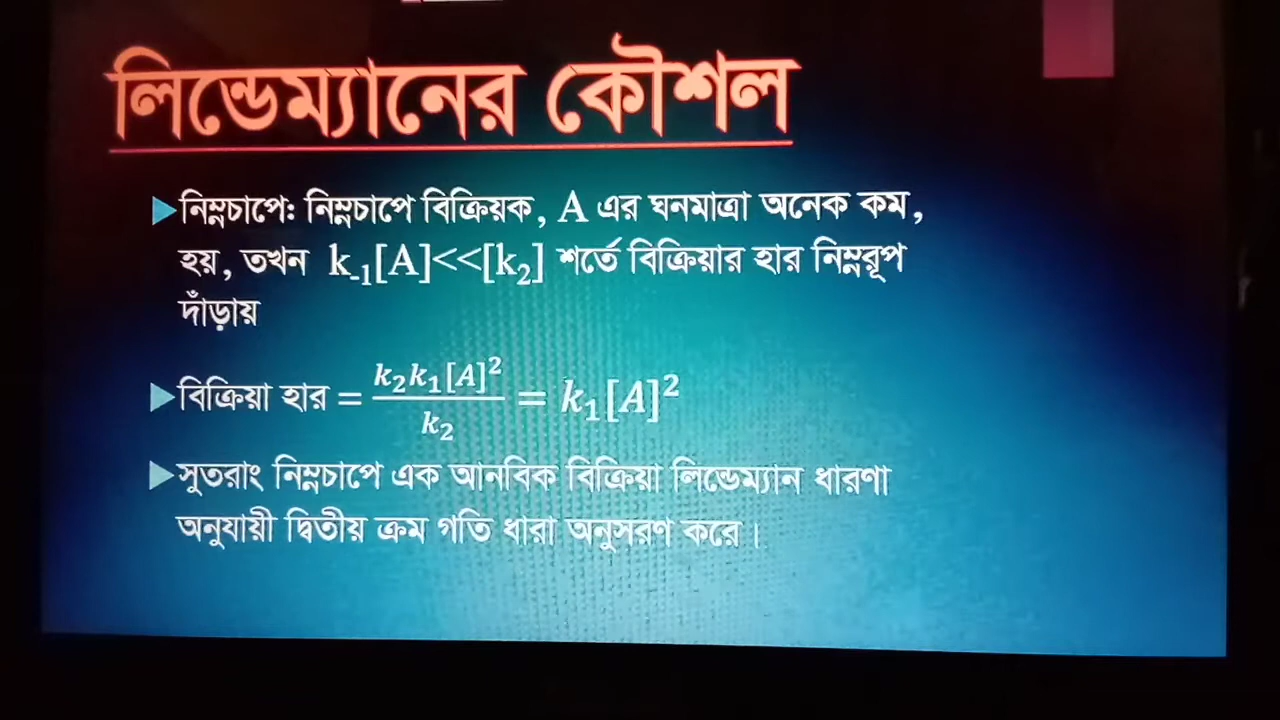 লিন্ডেম্যানের কৌশল
নিম্নচাপে: নিম্নচাপে বিক্রিয়ক, A এর ঘনমাত্রা অনেক কম,
হয়, তখন k₋₁[A]<<[k₂] শর্তে বিক্রিয়ার হার নিম্নরূপ
দাঁড়ায়
বিক্রিয়া হার = k₂k₁[A]²/k₂ = k₁[A]²
সুতরাং নিম্নচাপে এক আনবিক বিক্রিয়া লিন্ডেম্যান ধারণা
অনুযায়ী দ্বিতীয় ক্রম গতি ধারা অনুসরণ করে।